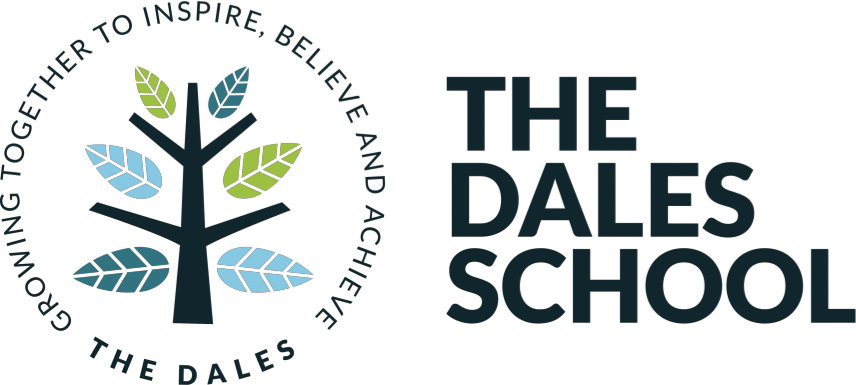 GROWING TOGETHER TO INSPIRE, BELIEVE AND ACHIEVE
THE DALES
THE
DALES
SCHOOL